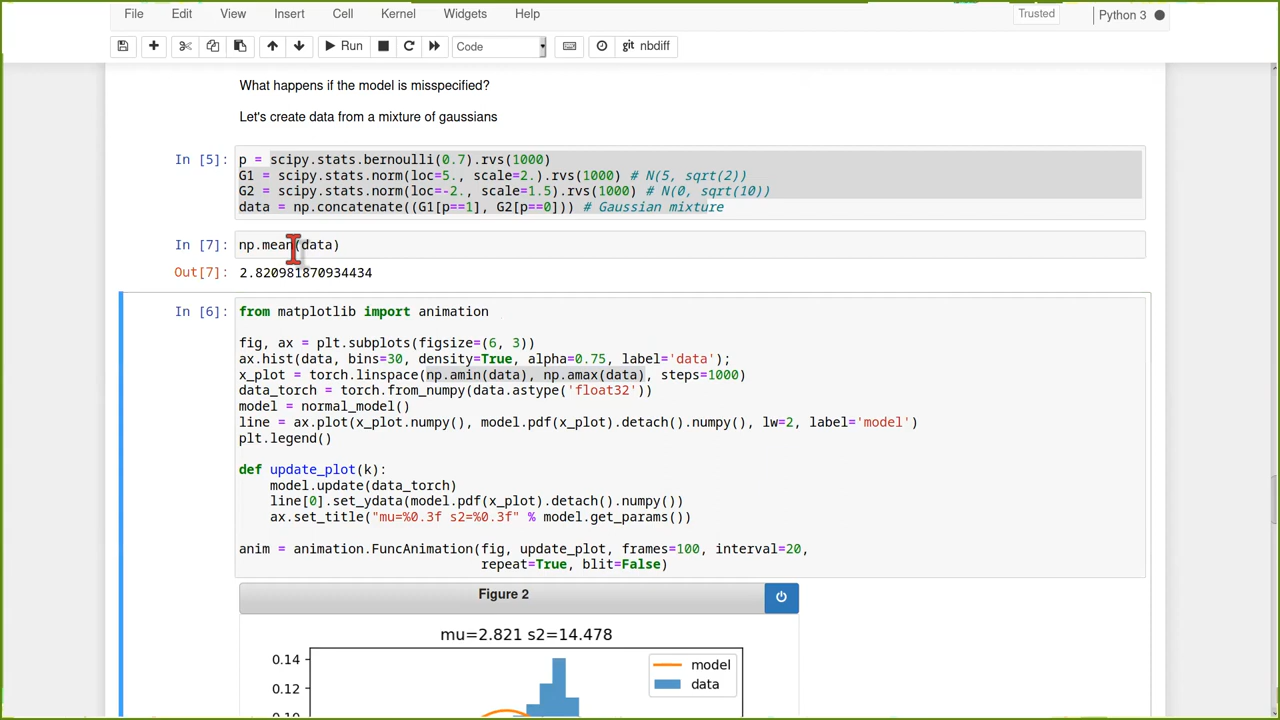 File Edit View Insert Cell Kernel Widgets Help Trusted Python 3
Run Code git nbdiff
What happens if the model is misspecified?
Let's create data from a mixture of gaussians
In [5]: p = scipy.stats.bernoulli(0.7).rvs(1000)
G1 = scipy.stats.norm(loc=5., scale=2.).rvs(1000) # N(5, sqrt(2))
G2 = scipy.stats.norm(loc=-2., scale=1.5).rvs(1000) # N(0, sqrt(10))
data = np.concatenate((G1[p==1], G2[p==0])) # Gaussian mixture
In [7]: np.mean(data)
Out[7]: 2.820981870934434
In [6]: from matplotlib import animation
fig, ax = plt.subplots(figsize=(6, 3))
ax.hist(data, bins=30, density=True, alpha=0.75, label='data');
x_plot = torch.linspace(np.amin(data), np.amax(data), steps=1000)
data_torch = torch.from_numpy(data.astype('float32'))
model = normal_model()
line = ax.plot(x_plot.numpy(), model.pdf(x_plot).detach().numpy(), lw=2, label='model')
plt.legend()
def update_plot(k):
model.update(data_torch)
line[0].set_ydata(model.pdf(x_plot).detach().numpy())
ax.set_title("mu=%0.3f s2=%0.3f" % model.get_params())
anim = animation.FuncAnimation(fig, update_plot, frames=100, interval=20,
repeat=True, blit=False)
Figure 2
mu=2.821 s2=14.478
0.14
model
0.12
data